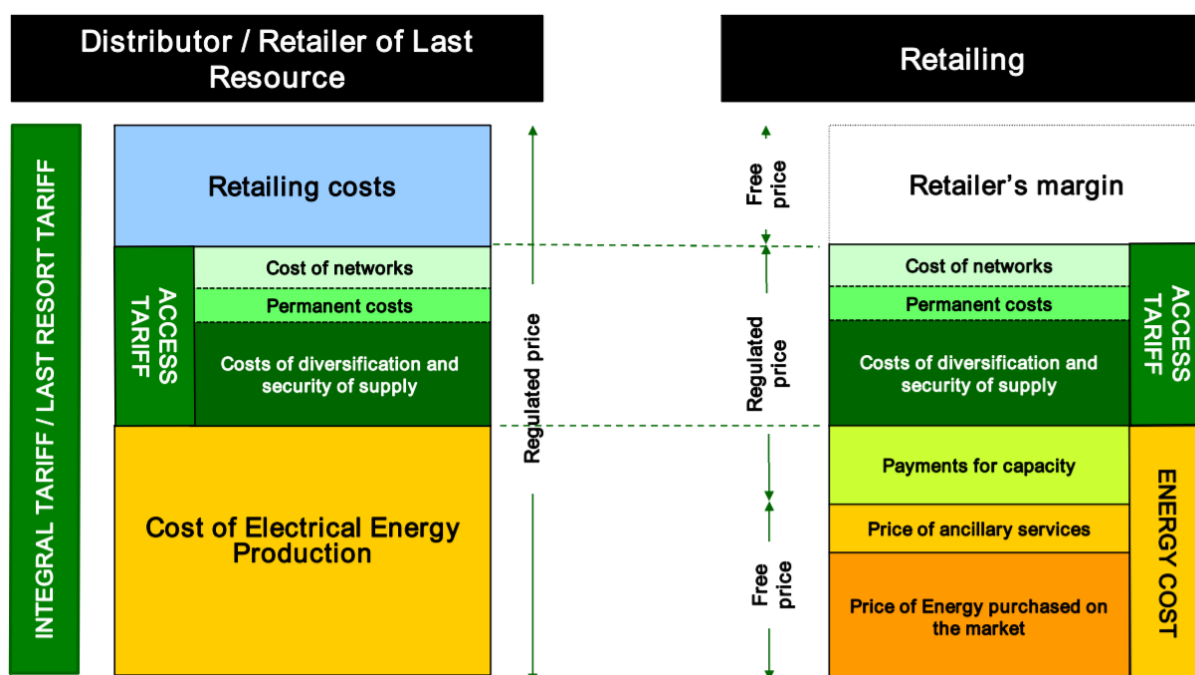 Distributor / Retailer of Last
Resource
Retailing
INTEGRAL TARIFF / LAST RESORT TARIFF
Retailing costs
ACCESS
TARIFF
Cost of networks
Permanent costs
Costs of diversification and
security of supply
Cost of Electrical Energy
Production
Regulated price
Free
price
Regulated
price
Free
price
Retailer's margin
Cost of networks
Permanent costs
Costs of diversification and
security of supply
ACCESS
TARIFF
Payments for capacity
Price of ancillary services
Price of Energy purchased on
the market
ENERGY COST